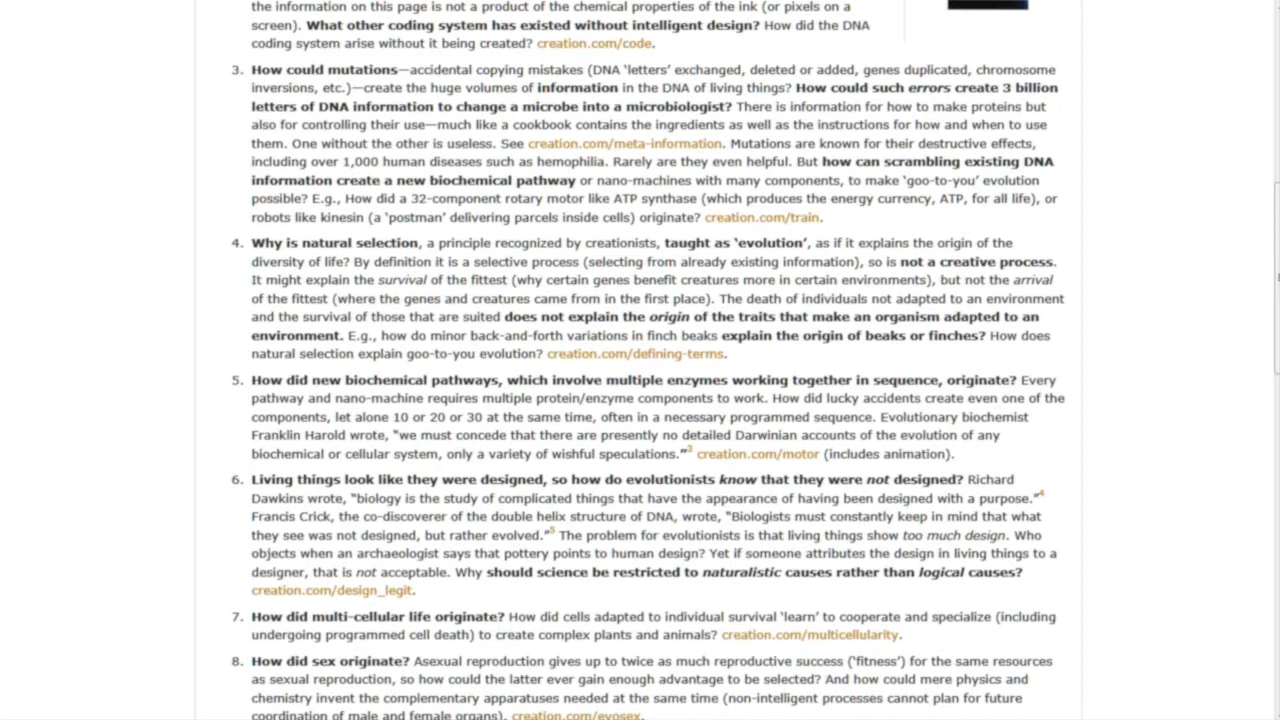 the information on this page is not a product of the chemical properties of the ink (or pixels on a
screen). What other coding system has existed without intelligent design? How did the DNA
coding system arise without it being created? creation.com/code.
3. How could mutations—accidental copying mistakes (DNA ‘letters’ exchanged, deleted or added, genes duplicated, chromosome
inversions, etc.)—create the huge volumes of information in the DNA of living things? How could such errors create 3 billion
letters of DNA information to change a microbe into a microbiologist? There is information for how to make proteins but
also for controlling their use—much like a cookbook contains the ingredients as well as the instructions for how and when to use
them. One without the other is useless. See creation.com/meta-information. Mutations are known for their destructive effects,
including over 1,000 human diseases such as hemophilia. Rarely are they even helpful. But how can scrambling existing DNA
information create a new biochemical pathway or nano-machines with many components, to make ‘goo-to-you’ evolution
possible? E.g., How did a 32-component rotary motor like ATP synthase (which produces the energy currency, ATP, for all life), or
robots like kinesin (a ‘postman’ delivering parcels inside cells) originate? creation.com/train.
4. Why is natural selection, a principle recognized by creationists, taught as ‘evolution’, as if it explains the origin of the
diversity of life? By definition it is a selective process (selecting from already existing information), so is not a creative process.
It might explain the survival of the fittest (why certain genes benefit creatures more in certain environments), but not the arrival
of the fittest (where the genes and creatures came from in the first place). The death of individuals not adapted to an environment
and the survival of those that are suited does not explain the origin of the traits that make an organism adapted to an
environment. E.g., how do minor back-and-forth variations in finch beaks explain the origin of beaks or finches? How does
natural selection explain goo-to-you evolution? creation.com/defining-terms.
5. How did new biochemical pathways, which involve multiple enzymes working together in sequence, originate? Every
pathway and nano-machine requires multiple protein/enzyme components to work. How did lucky accidents create even one of the
components, let alone 10 or 20 or 30 at the same time, often in a necessary programmed sequence. Evolutionary biochemist
Franklin Harold wrote, “we must concede that there are presently no detailed Darwinian accounts of the evolution of any
biochemical or cellular system, only a variety of wishful speculations.”3 creation.com/motor (includes animation).
6. Living things look like they were designed, so how do evolutionists know that they were not designed? Richard
Dawkins wrote, “biology is the study of complicated things that have the appearance of having been designed with a purpose.”4
Francis Crick, the co-discoverer of the double helix structure of DNA, wrote, “Biologists must constantly keep in mind that what
they see was not designed, but rather evolved.”5 The problem for evolutionists is that living things show too much design. Who
objects when an archaeologist says that pottery points to human design? Yet if someone attributes the design in living things to a
designer, that is not acceptable. Why should science be restricted to naturalistic causes rather than logical causes?
creation.com/design_legit.
7. How did multi-cellular life originate? How did cells adapted to individual survival ‘learn’ to cooperate and specialize (including
undergoing programmed cell death) to create complex plants and animals? creation.com/multicellularity.
8. How did sex originate? Asexual reproduction gives up to twice as much reproductive success (‘fitness’) for the same resources
as sexual reproduction, so how could the latter ever gain enough advantage to be selected? And how could mere physics and
chemistry invent the complementary apparatuses needed at the same time (non-intelligent processes cannot plan for future
coordination of male and female organs). creation.com/evosex.